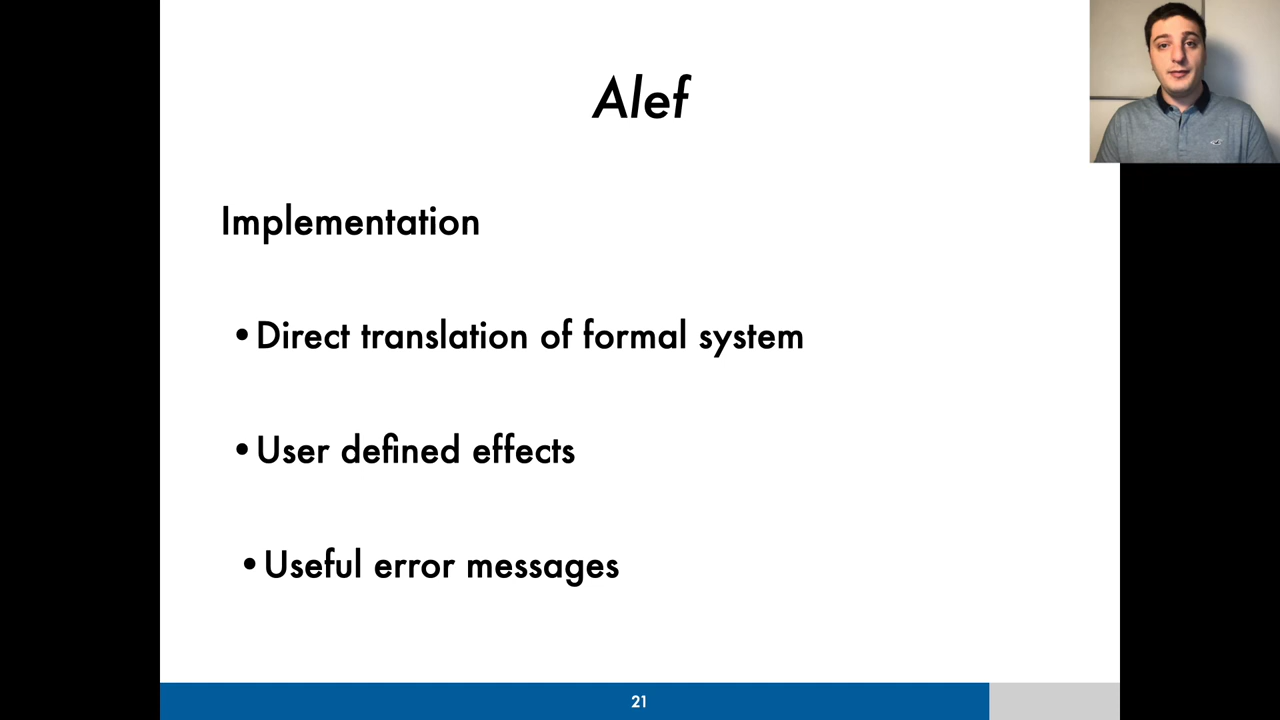 Alef
Implementation
•Direct translation of formal system
•User defined effects
•Useful error messages
21